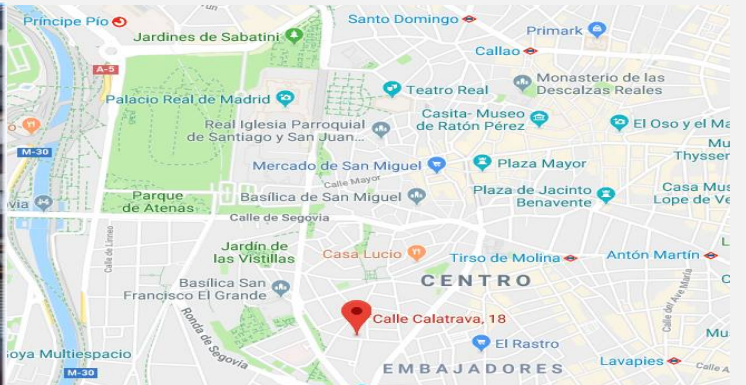 Príncipe Pío
Santo Domingo
Jardines de Sabatini
Primark
Callao
A-5
Palacio Real de Madrid
Teatro Real
Monasterio de las
Descalzas Reales
Real Iglesia Parroquial
de Santiago y San Juan...
Casita- Museo
de Ratón Pérez
El Oso y el Ma
M-30
Mercado de San Miguel
Plaza Mayor
Mu
Thyssen
Calle Mayor
Parque
de Atenas
Basílica de San Miguel
Plaza de Jacinto
Benavente
Casa Mus
Lope de Ve
via
Calle de Segovia
Calle de Linneo
Jardín de
las Vistillas
Casa Lucio
Tirso de Molina
Antón Martín
L
CENTRO
Basílica San
Francisco El Grande
Ronda de Segovia
Calle Calatrava, 18
Calle del Ave María
C
El Rastro
Mu
oya Multiespacio
M-30
EMBAJADORES
Lavapies
Calle A